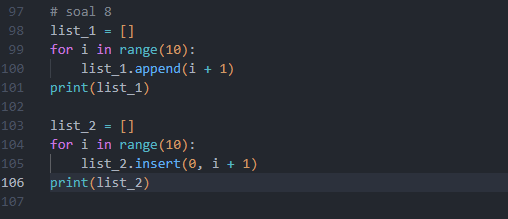 97 # soal 8
98 list_1 = []
99 for i in range(10):
100     list_1.append(i + 1)
101 print(list_1)
102
103 list_2 = []
104 for i in range(10):
105     list_2.insert(0, i + 1)
106 print(list_2)
107